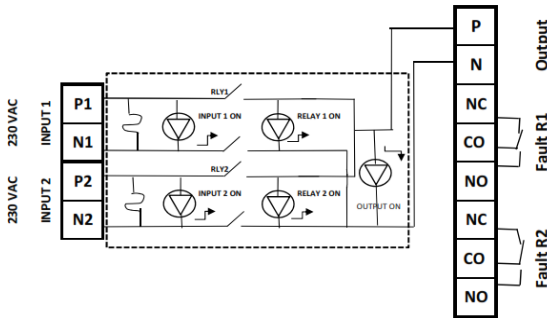 230 VAC
INPUT 1
P1
N1
230 VAC
INPUT 2
P2
N2
RLY1
INPUT 1 ON
RELAY 1 ON
RLY2
INPUT 2 ON
RELAY 2 ON
OUTPUT ON
P
N
NC
CO
NO
NC
CO
NO
Output
Fault R1
Fault R2